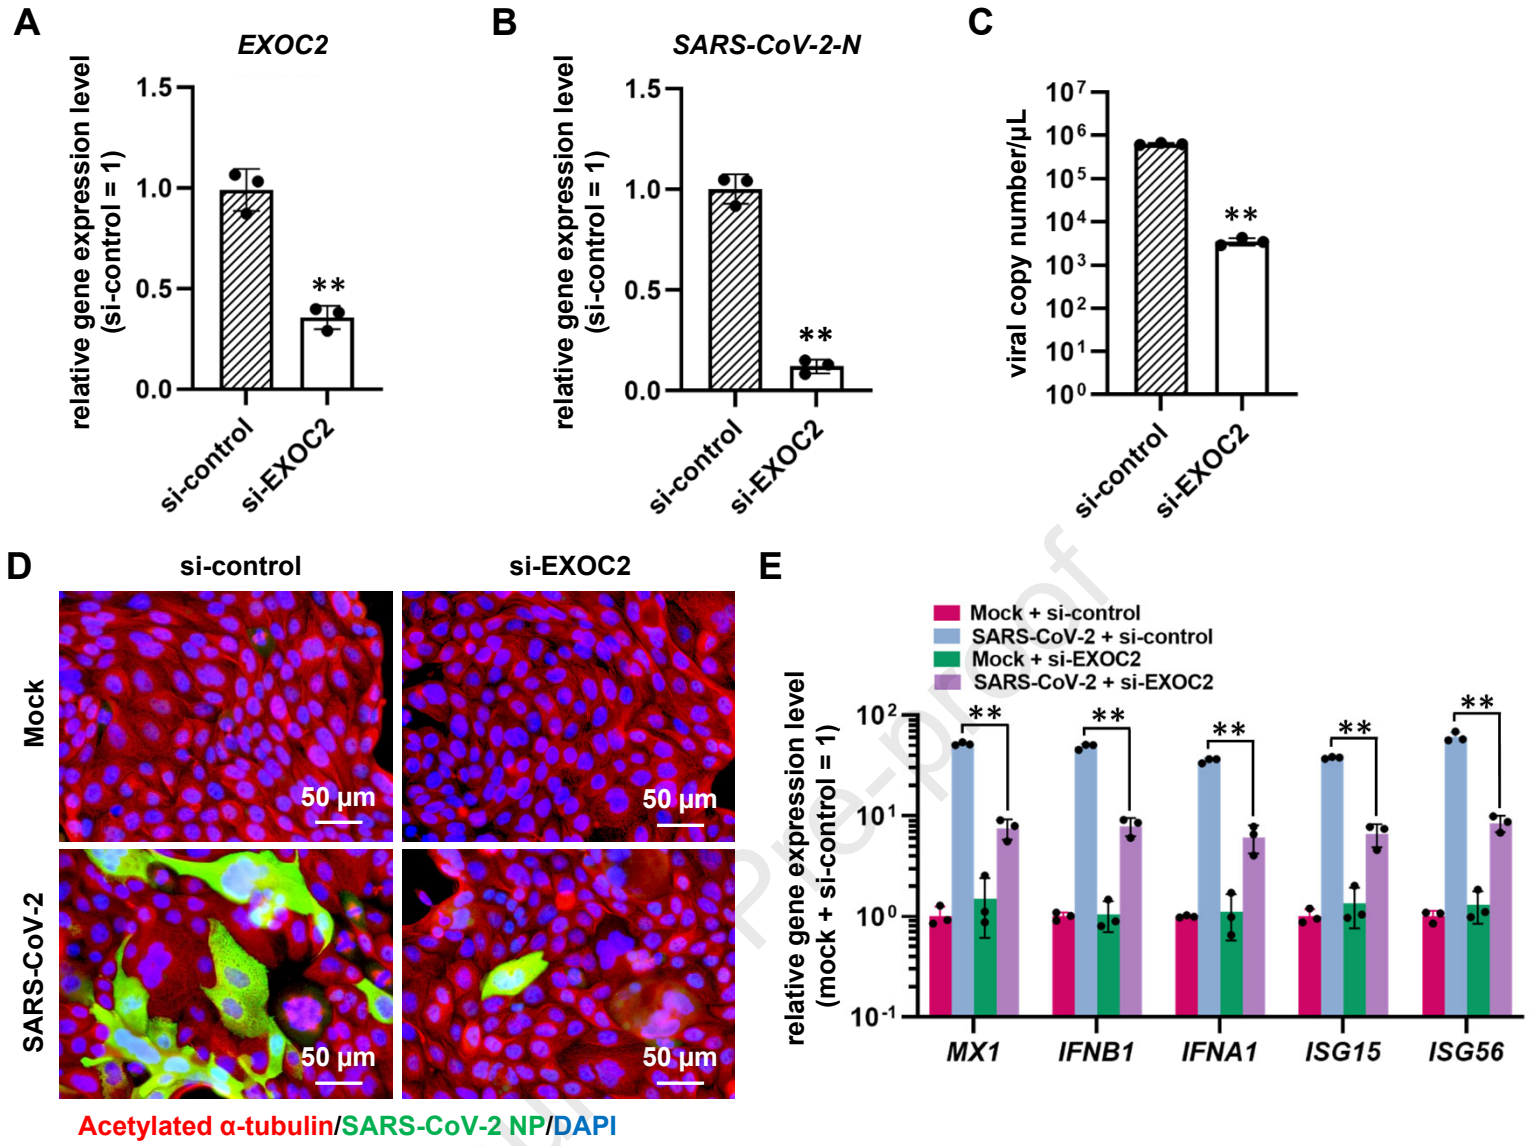 A
EXOC2
relative gene expression level
(si-control = 1)
1.5
1.0
0.5
0.0
**
si-control
si-EXOC2
B
SARS-CoV-2-N
relative gene expression level
(si-control = 1)
1.5
1.0
0.5
0.0
**
si-control
si-EXOC2
C
viral copy number/µL
10⁷
10⁶
10⁵
10⁴
10³
10²
10¹
10⁰
**
si-control
si-EXOC2
D
si-control
si-EXOC2
Mock
50 µm
50 µm
SARS-CoV-2
50 µm
50 µm
Acetylated α-tubulin/SARS-CoV-2 NP/DAPI
E
Mock + si-control
SARS-CoV-2 + si-control
Mock + si-EXOC2
SARS-CoV-2 + si-EXOC2
relative gene expression level
(mock + si-control = 1)
10²
10¹
10⁰
10⁻¹
**
**
**
**
**
MX1
IFNB1
IFNA1
ISG15
ISG56
Pre-proof